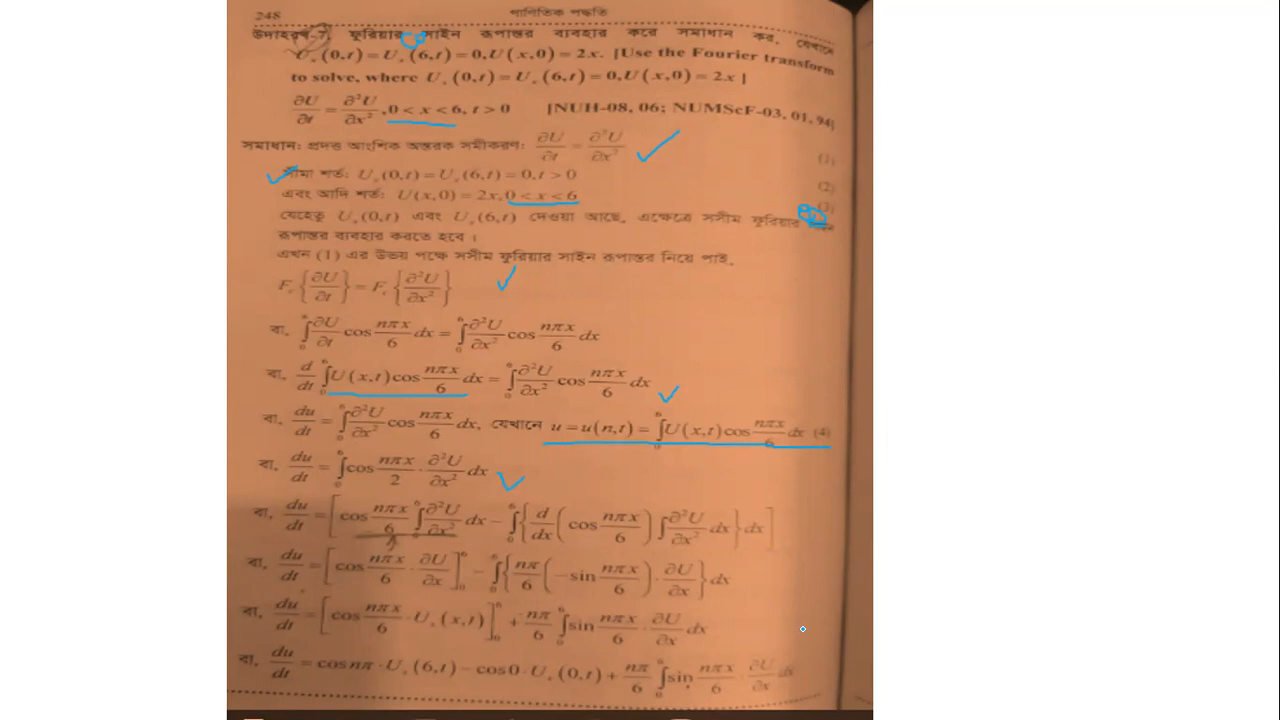 248 গাণিতিক পদ্ধতি
উদাহরণ-7. ফুরিয়ার সাইন রূপান্তর ব্যবহার করে সমাধান কর, যেখানে
Uₓ(0,t) = Uₓ(6,t) = 0, U(x,0) = 2x. [Use the Fourier transform
to solve, where Uₓ(0,t) = Uₓ(6,t) = 0, U(x,0) = 2x]
∂U/∂t = ∂²U/∂x², 0 < x < 6, t > 0 [NUH-08, 06; NUMScF-03, 01, 94]
সমাধান: প্রদত্ত আংশিক অন্তরক সমীকরণ: ∂U/∂t = ∂²U/∂x² (1)
সীমা শর্ত: Uₓ(0,t) = Uₓ(6,t) = 0, t > 0 (2)
এবং আদি শর্ত: U(x,0) = 2x, 0 < x < 6 (3)
যেহেতু Uₓ(0,t) এবং Uₓ(6,t) দেওয়া আছে, এক্ষেত্রে সসীম ফুরিয়ার
রূপান্তর ব্যবহার করতে হবে।
এখন (1) এর উভয় পক্ষে সসীম ফুরিয়ার সাইন রূপান্তর নিয়ে পাই,
F {∂U/∂t} = F {∂²U/∂x²}
বা, ∫₀⁶ ∂U/∂t cos nπx/6 dx = ∫₀⁶ ∂²U/∂x² cos nπx/6 dx
বা, d/dt ∫₀⁶ U(x,t) cos nπx/6 dx = ∫₀⁶ ∂²U/∂x² cos nπx/6 dx
বা, du/dt = ∫₀⁶ ∂²U/∂x² cos nπx/6 dx, যেখানে u = u(n,t) = ∫₀⁶ U(x,t) cos nπx/6 dx (4)
বা, du/dt = ∫₀⁶ cos nπx/2 · ∂²U/∂x² dx
বা, du/dt = [cos nπx/6 ∫₀⁶ ∂²U/∂x² dx − ∫₀⁶ {d/dx (cos nπx/6) ∫ ∂²U/∂x² dx} dx]
বা, du/dt = [cos nπx/6 · ∂U/∂x]₀⁶ − ∫₀⁶ {nπ/6 (−sin nπx/6) · ∂U/∂x} dx
বা, du/dt = [cos nπx/6 · Uₓ(x,t)]₀⁶ + nπ/6 ∫₀⁶ sin nπx/6 · ∂U/∂x dx
বা, du/dt = cos nπ · Uₓ(6,t) − cos 0 · Uₓ(0,t) + nπ/6 ∫₀⁶ sin nπx/6 · ∂U/∂x dx